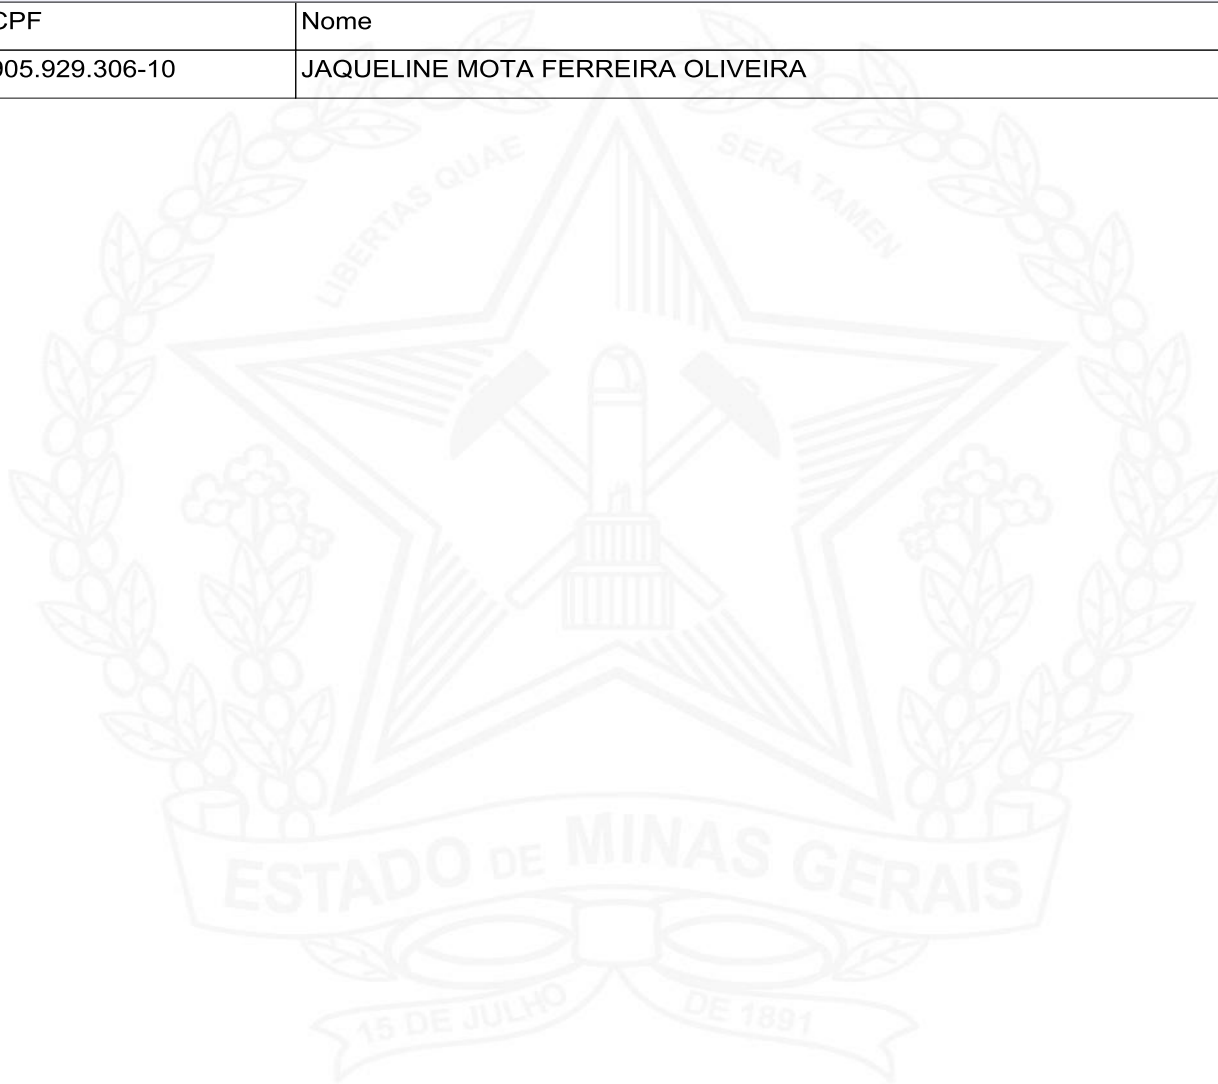 CPF Nome
905.929.306-10 JAQUELINE MOTA FERREIRA OLIVEIRA
LIBERTAS QUAE SERA TAMEN
ESTADO DE MINAS GERAIS
15 DE JULHO DE 1891